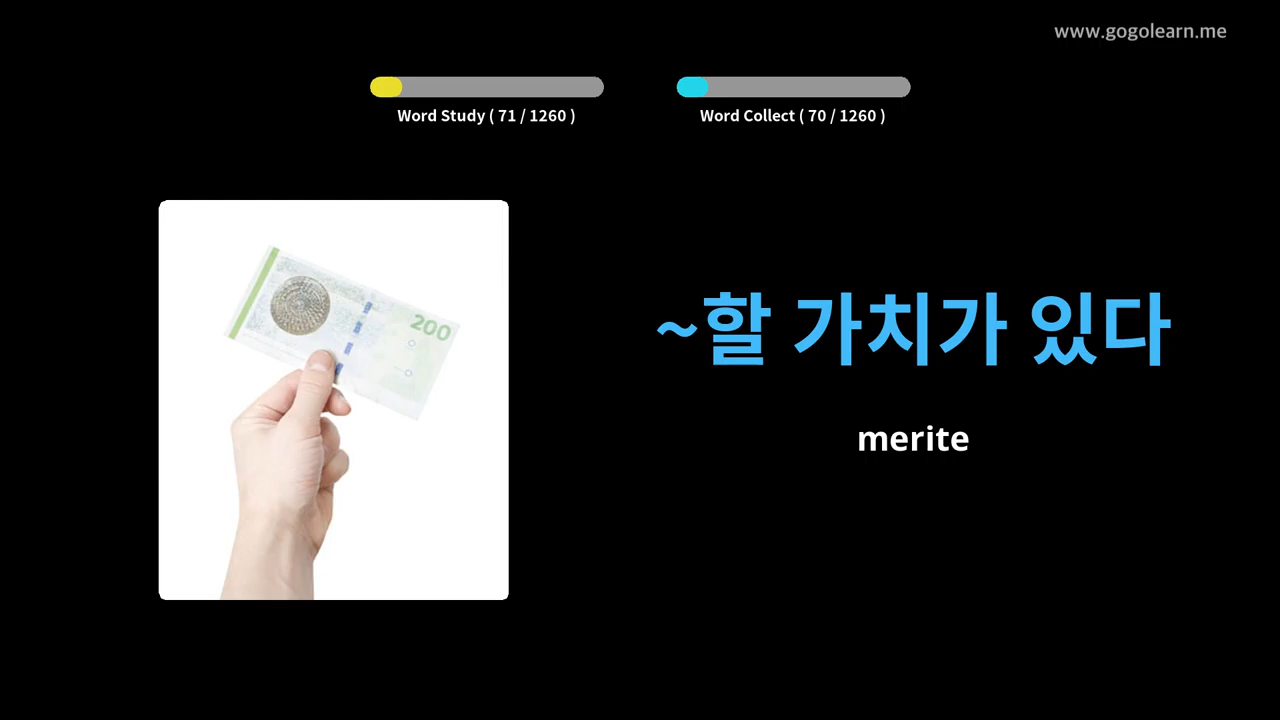 www.gogolearn.me
Word Study ( 71 / 1260 )
Word Collect ( 70 / 1260 )
200
~할 가치가 있다
merite